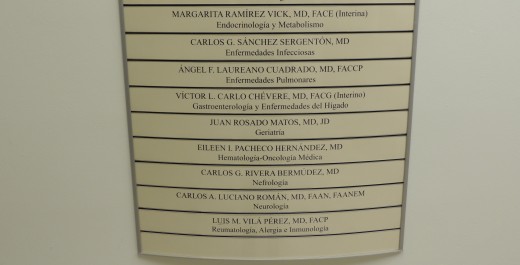 MARGARITA RAMÍREZ VICK, MD, FACE (Interina)
Endocrinología y Metabolismo
CARLOS G. SÁNCHEZ SERGENTÓN, MD
Enfermedades Infecciosas
ÁNGEL F. LAUREANO CUADRADO, MD, FACCP
Enfermedades Pulmonares
VÍCTOR L. CARLO CHÉVERE, MD, FACG (Interino)
Gastroenterología y Enfermedades del Hígado
JUAN ROSADO MATOS, MD, JD
Geriatría
EILEEN I. PACHECO HERNÁNDEZ, MD
Hematología-Oncología Médica
CARLOS G. RIVERA BERMÚDEZ, MD
Nefrología
CARLOS A. LUCIANO ROMÁN, MD, FAAN, FAANEM
Neurología
LUIS M. VILÁ PÉREZ, MD, FACP
Reumatología, Alergia e Inmunología